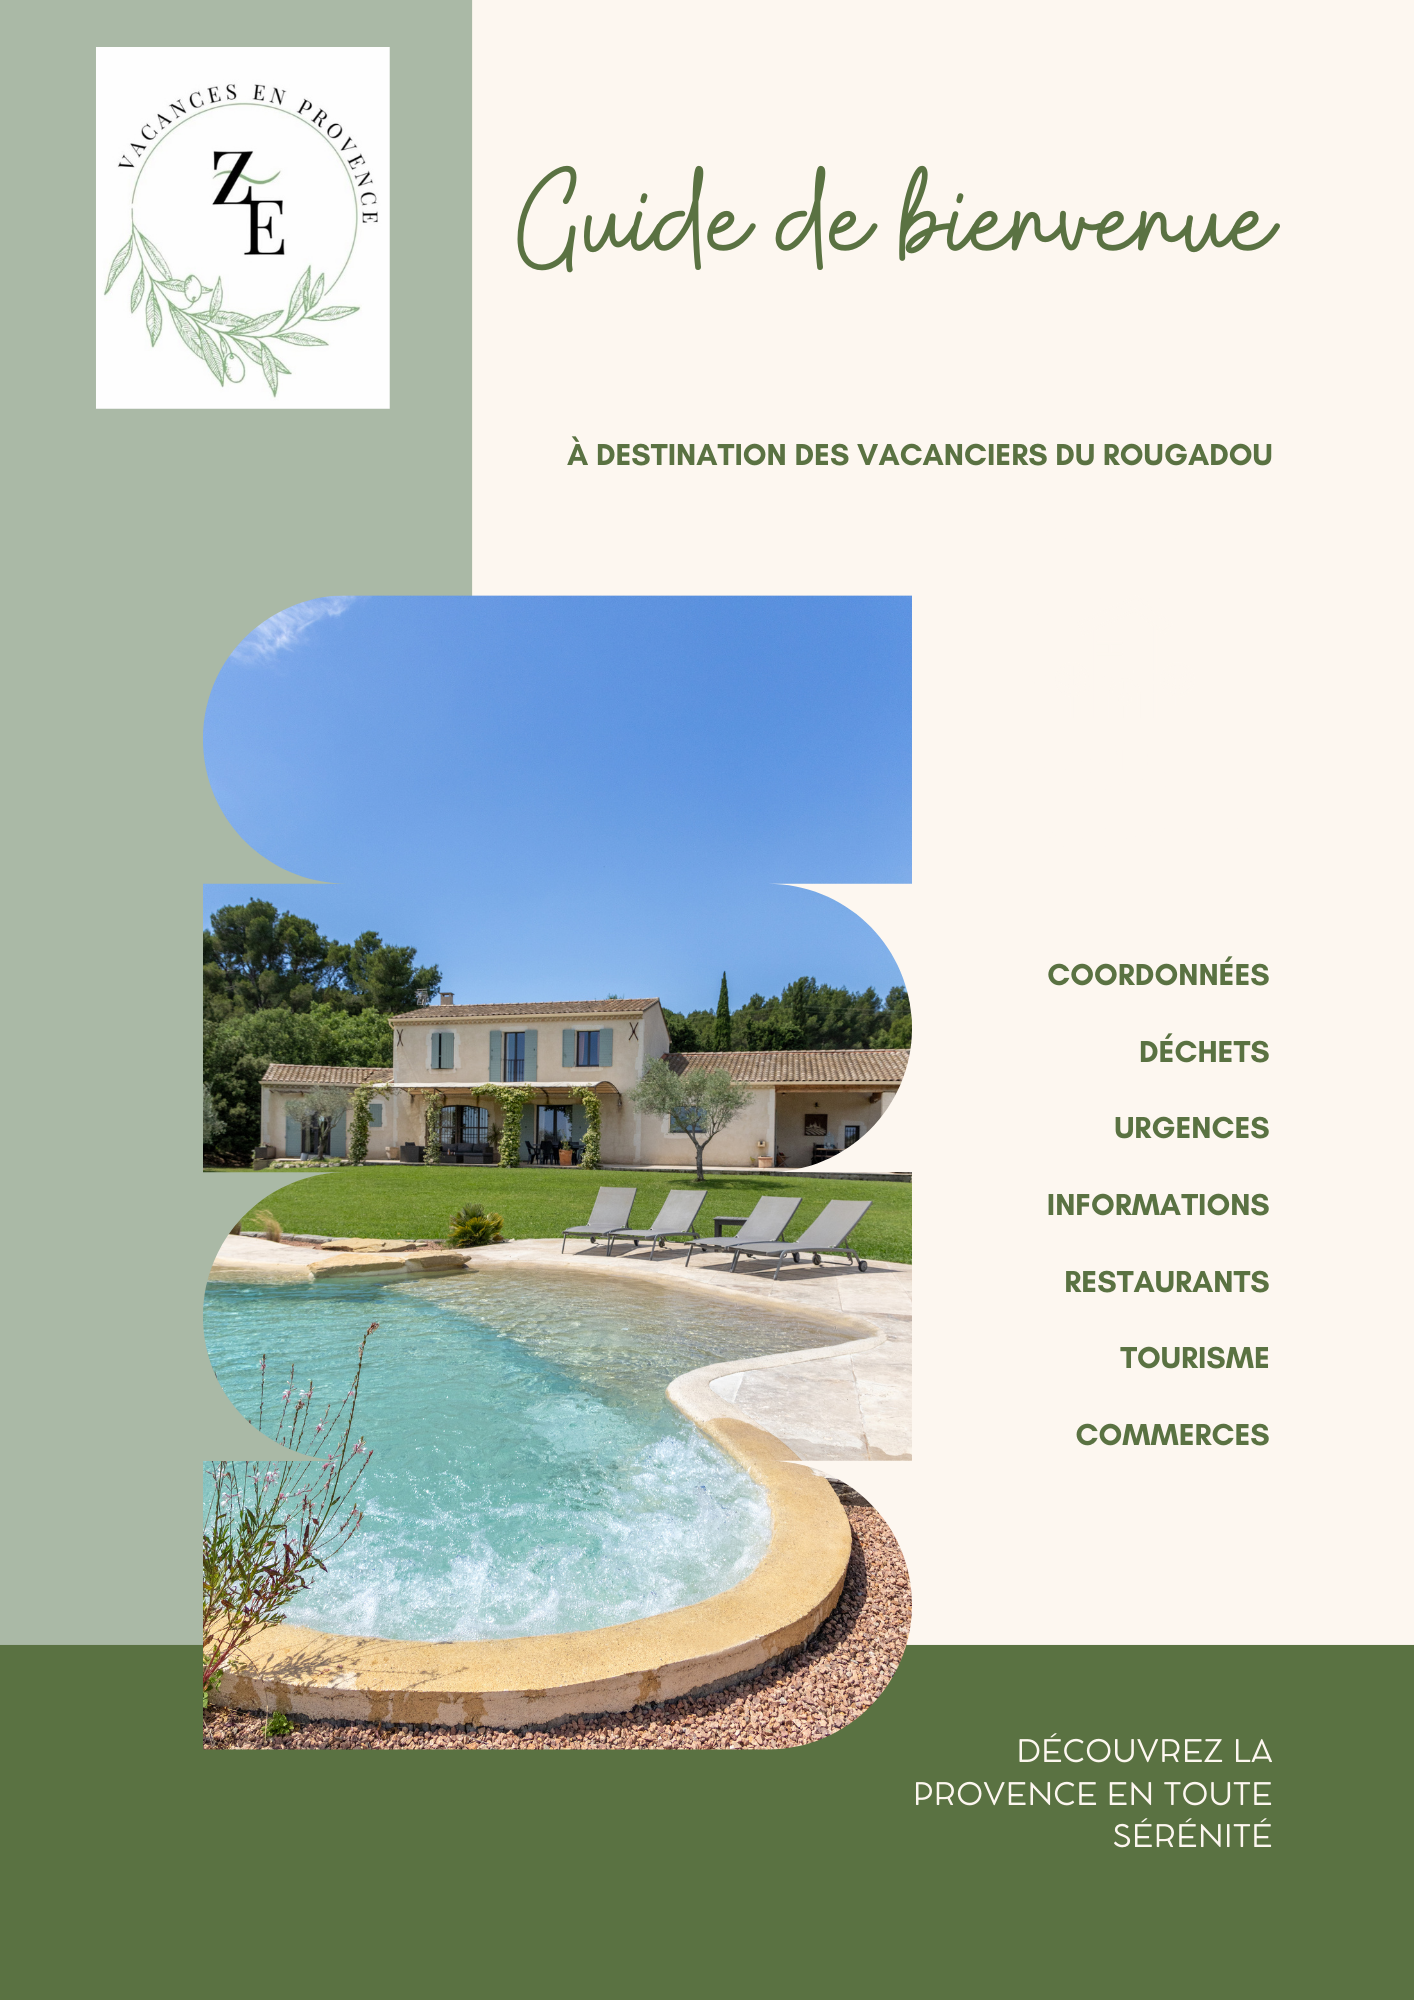 VACANCES EN PROVENCE
Z
E
Guide de bienvenue
À DESTINATION DES VACANCIERS DU ROUGADOU
COORDONNÉES
DÉCHETS
URGENCES
INFORMATIONS
RESTAURANTS
TOURISME
COMMERCES
DÉCOUVREZ LA
PROVENCE EN TOUTE
SÉRÉNITÉ